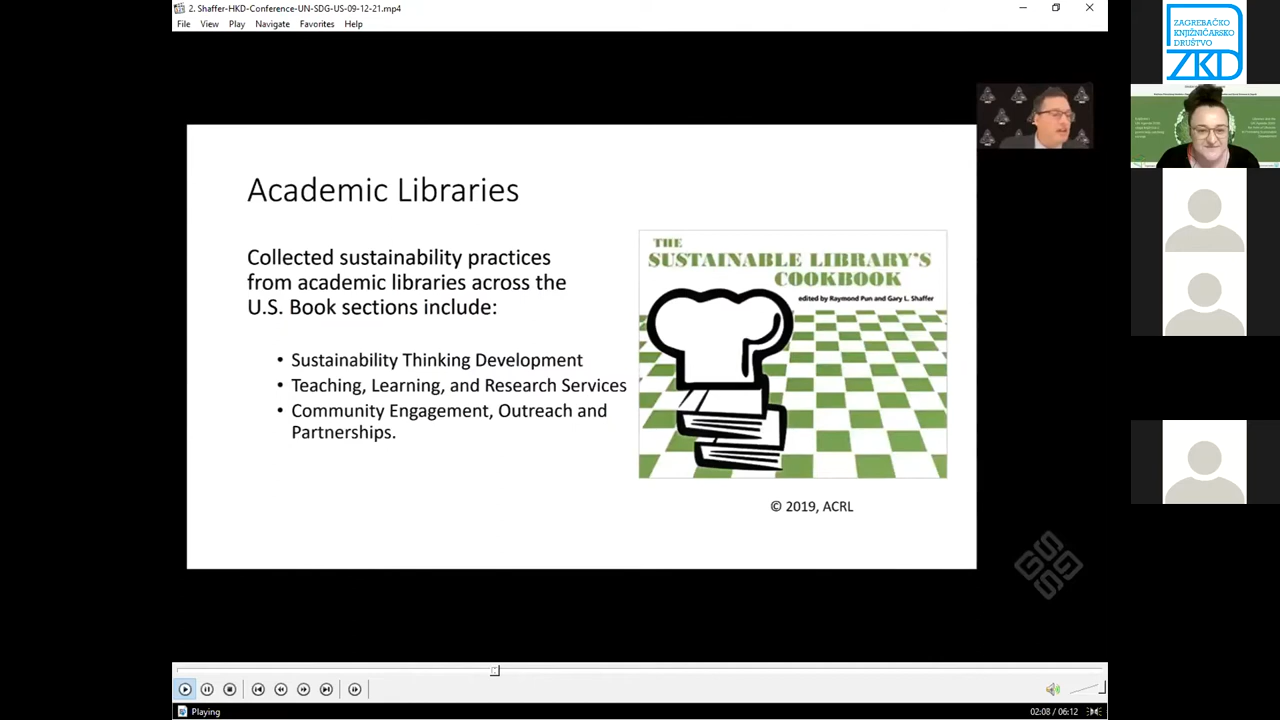 2. Shaffer-HKD-Conference-UN-SDG-US-09-12-21.mp4
File View Play Navigate Favorites Help
Academic Libraries
Collected sustainability practices
from academic libraries across the
U.S. Book sections include:
• Sustainability Thinking Development
• Teaching, Learning, and Research Services
• Community Engagement, Outreach and
Partnerships.
THE
SUSTAINABLE LIBRARY'S
COOKBOOK
edited by Raymond Pun and Gary L. Shaffer
© 2019, ACRL
ZAGREBAČKO
KNJIŽNIČARSKO
DRUŠTVO
ZKD
Playing
02:08 / 06:12